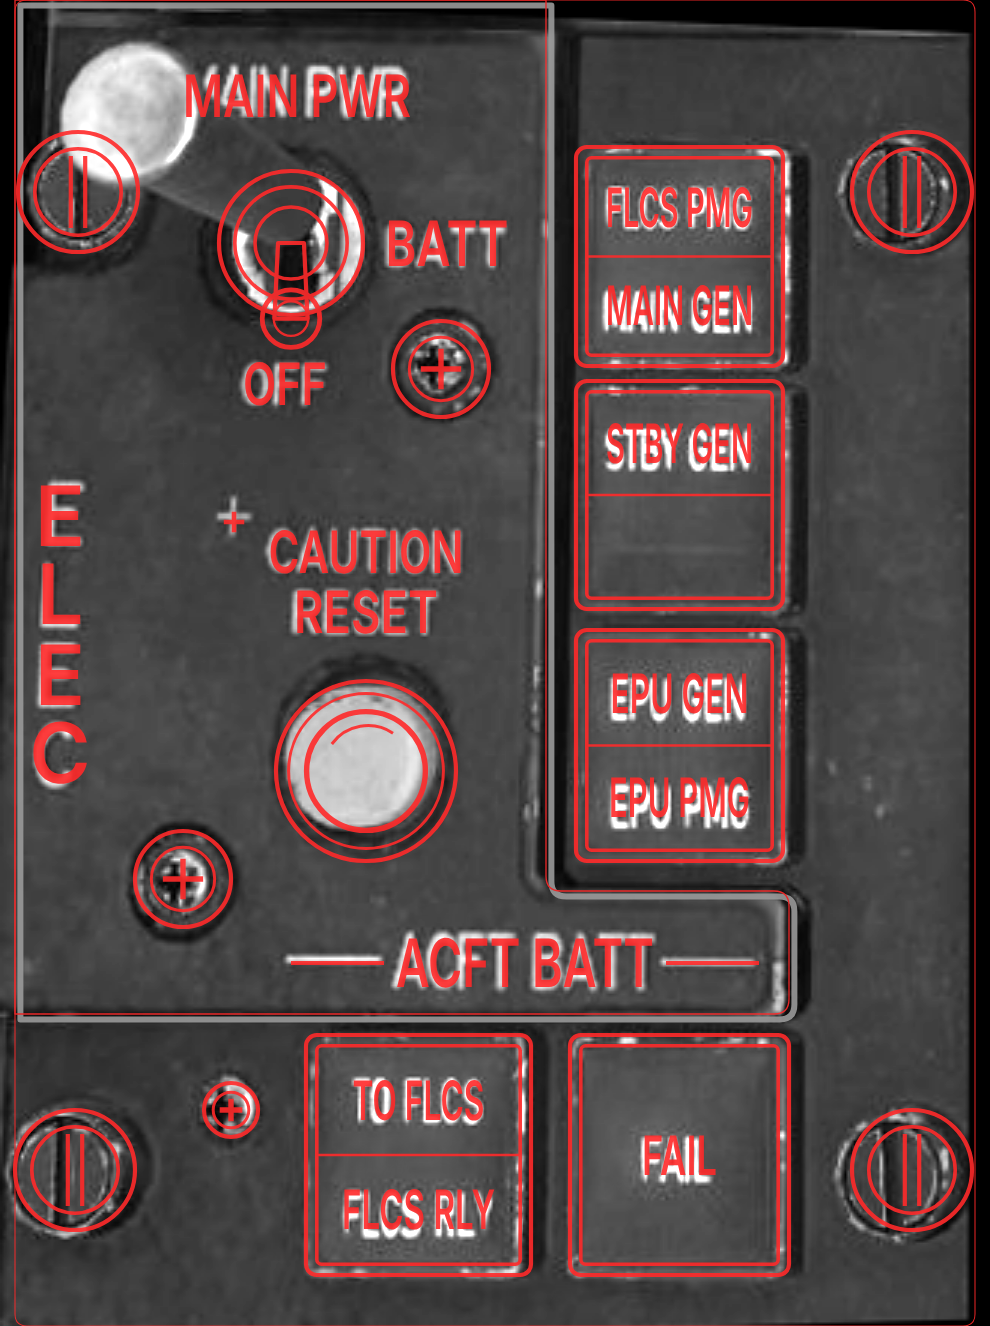 MAIN PWR
BATT
OFF
ELEC
CAUTION
RESET
FLCS PMG
MAIN GEN
STBY GEN
EPU GEN
EPU PMG
ACFT BATT
TO FLCS
FLCS RLY
FAIL